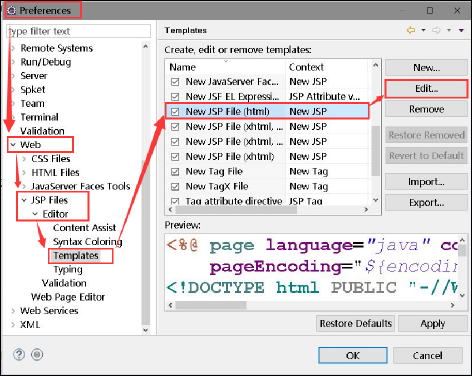 Preferences
type filter text
Templates
Remote Systems
Run/Debug
Server
Spket
Team
Terminal
Validation
Web
CSS Files
HTML Files
JavaServer Faces Tools
JSP Files
Editor
Content Assist
Syntax Coloring
Templates
Typing
Validation
Web Page Editor
Web Services
XML
Create, edit or remove templates:
Name Context
New JavaServer Fac... New JSP
New JSF EL Expressi... JSP Attribute v...
New JSP File (html) New JSP
New JSP File (xhtml, ... New JSP
New JSP File (xhtml, ... New JSP
New JSP File (xhtml) New JSP
New Tag File New Tag
New TagX File New Tag
Tag attribute directive JSP All
New...
Edit...
Remove
Restore Removed
Revert to Default
Import...
Export...
Preview:
<%@ page language="java" co
pageEncoding="${encodin
<!DOCTYPE html PUBLIC "-//W
Restore Defaults Apply
OK Cancel